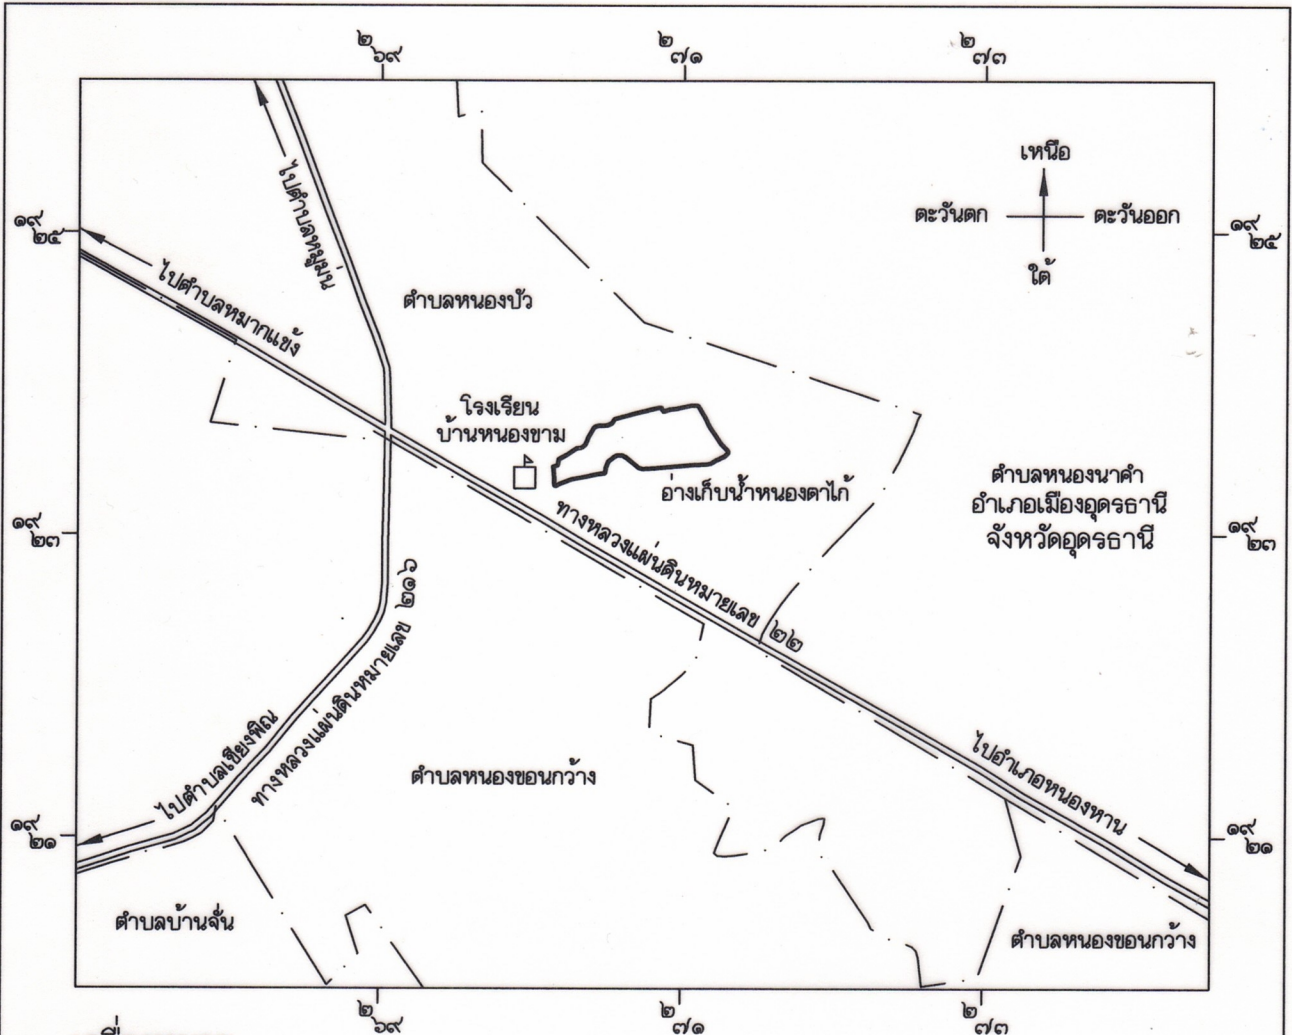 ๒๖๙ ๒๗๑ ๒๗๓
เหนือ
ตะวันตก ตะวันออก
ใต้
๑๙๒๕ ๑๙๒๕
ไปตำบลหมูม่น
ไปตำบลหมากแข้ง
ตำบลหนองบัว
โรงเรียน
บ้านหนองขาม
อ่างเก็บน้ำหนองตาไก้
ตำบลหนองนาคำ
อำเภอเมืองอุดรธานี
จังหวัดอุดรธานี
๑๙๒๓ ๑๙๒๓
ทางหลวงแผ่นดินหมายเลข ๒๒
ทางหลวงแผ่นดินหมายเลข ๒๑๖
ไปตำบลเชียงพิณ
ตำบลหนองขอนกว้าง
ไปอำเภอหนองหาน
๑๙๒๑ ๑๙๒๑
ตำบลบ้านจั่น
ตำบลหนองขอนกว้าง
๒๖๙ ๒๗๑ ๒๗๓